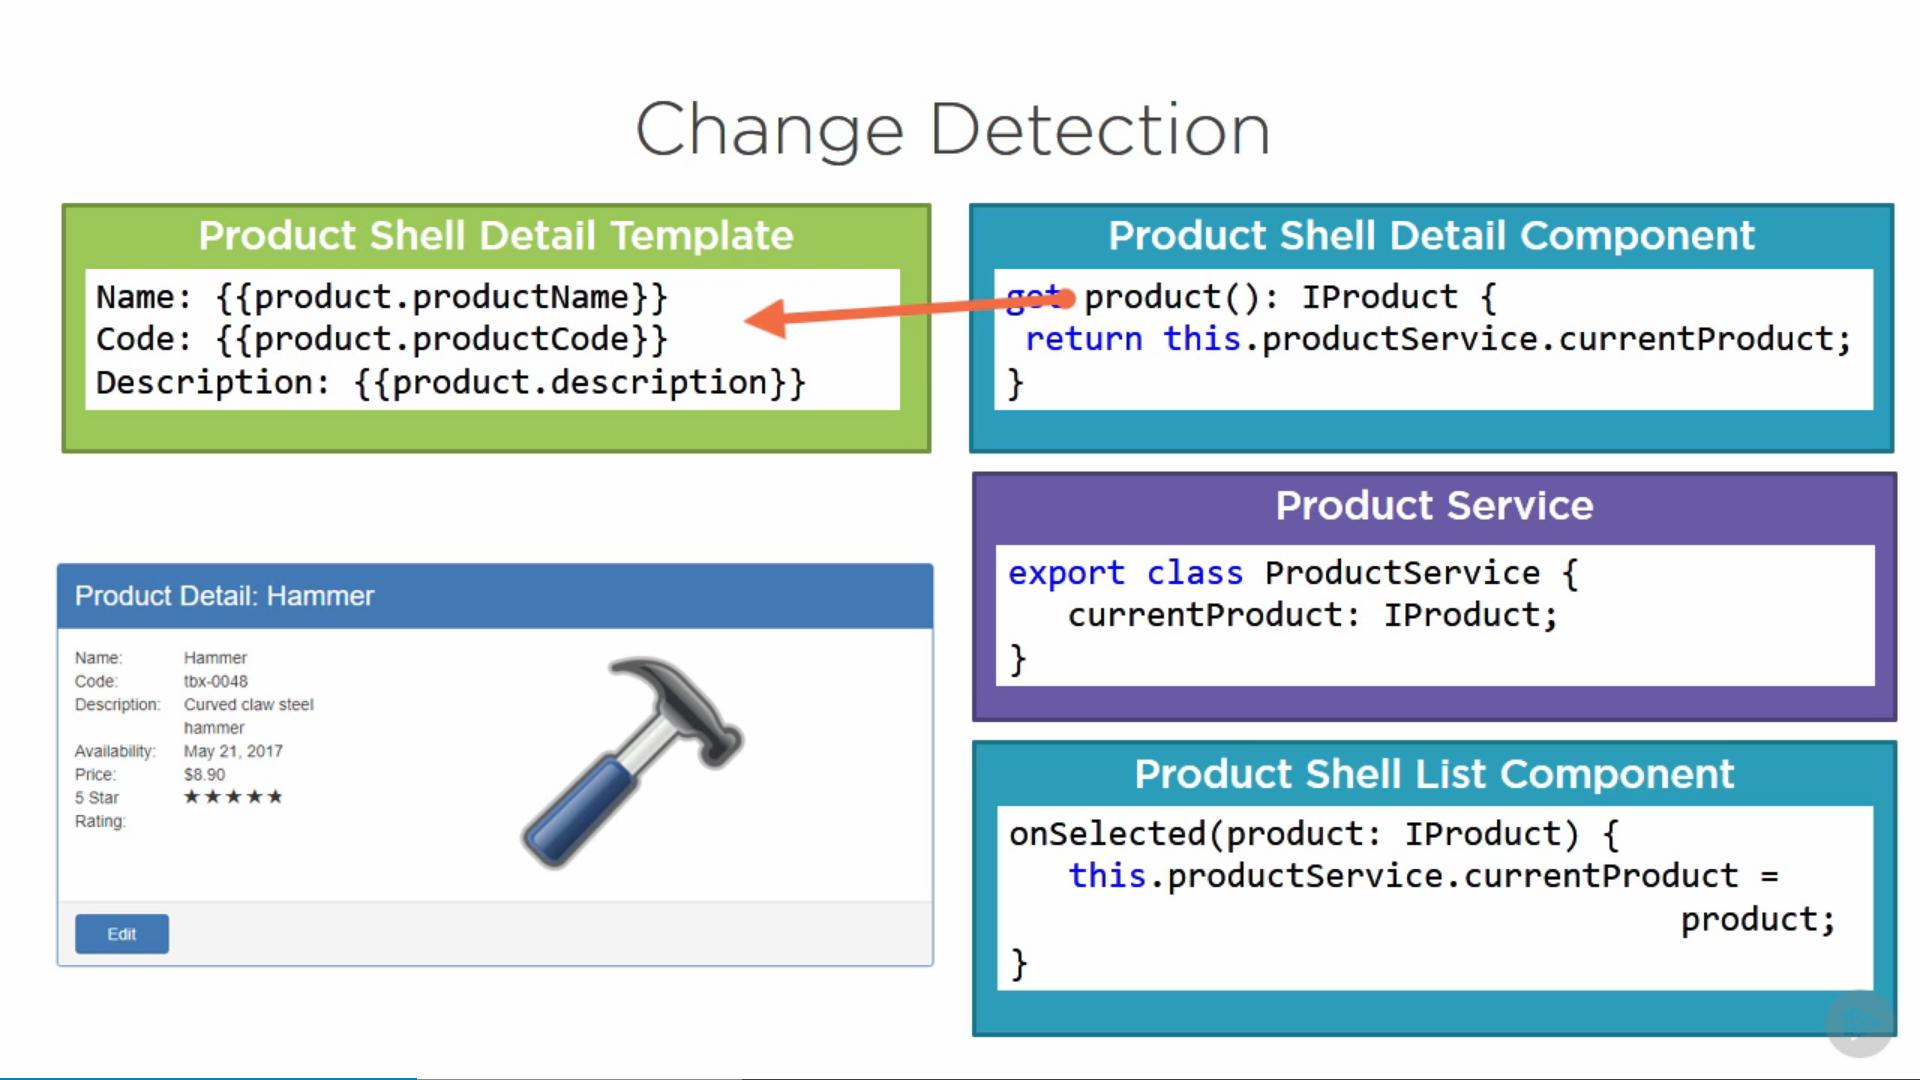 Change Detection
Product Shell Detail Template
Name: {{product.productName}}
Code: {{product.productCode}}
Description: {{product.description}}
Product Shell Detail Component
get product(): IProduct {
return this.productService.currentProduct;
}
Product Service
export class ProductService {
currentProduct: IProduct;
}
Product Detail: Hammer
Name: Hammer
Code: tbx-0048
Description: Curved claw steel
hammer
Availability: May 21, 2017
Price: $8.90
5 Star ★★★★★
Rating:
Edit
Product Shell List Component
onSelected(product: IProduct) {
this.productService.currentProduct =
product;
}